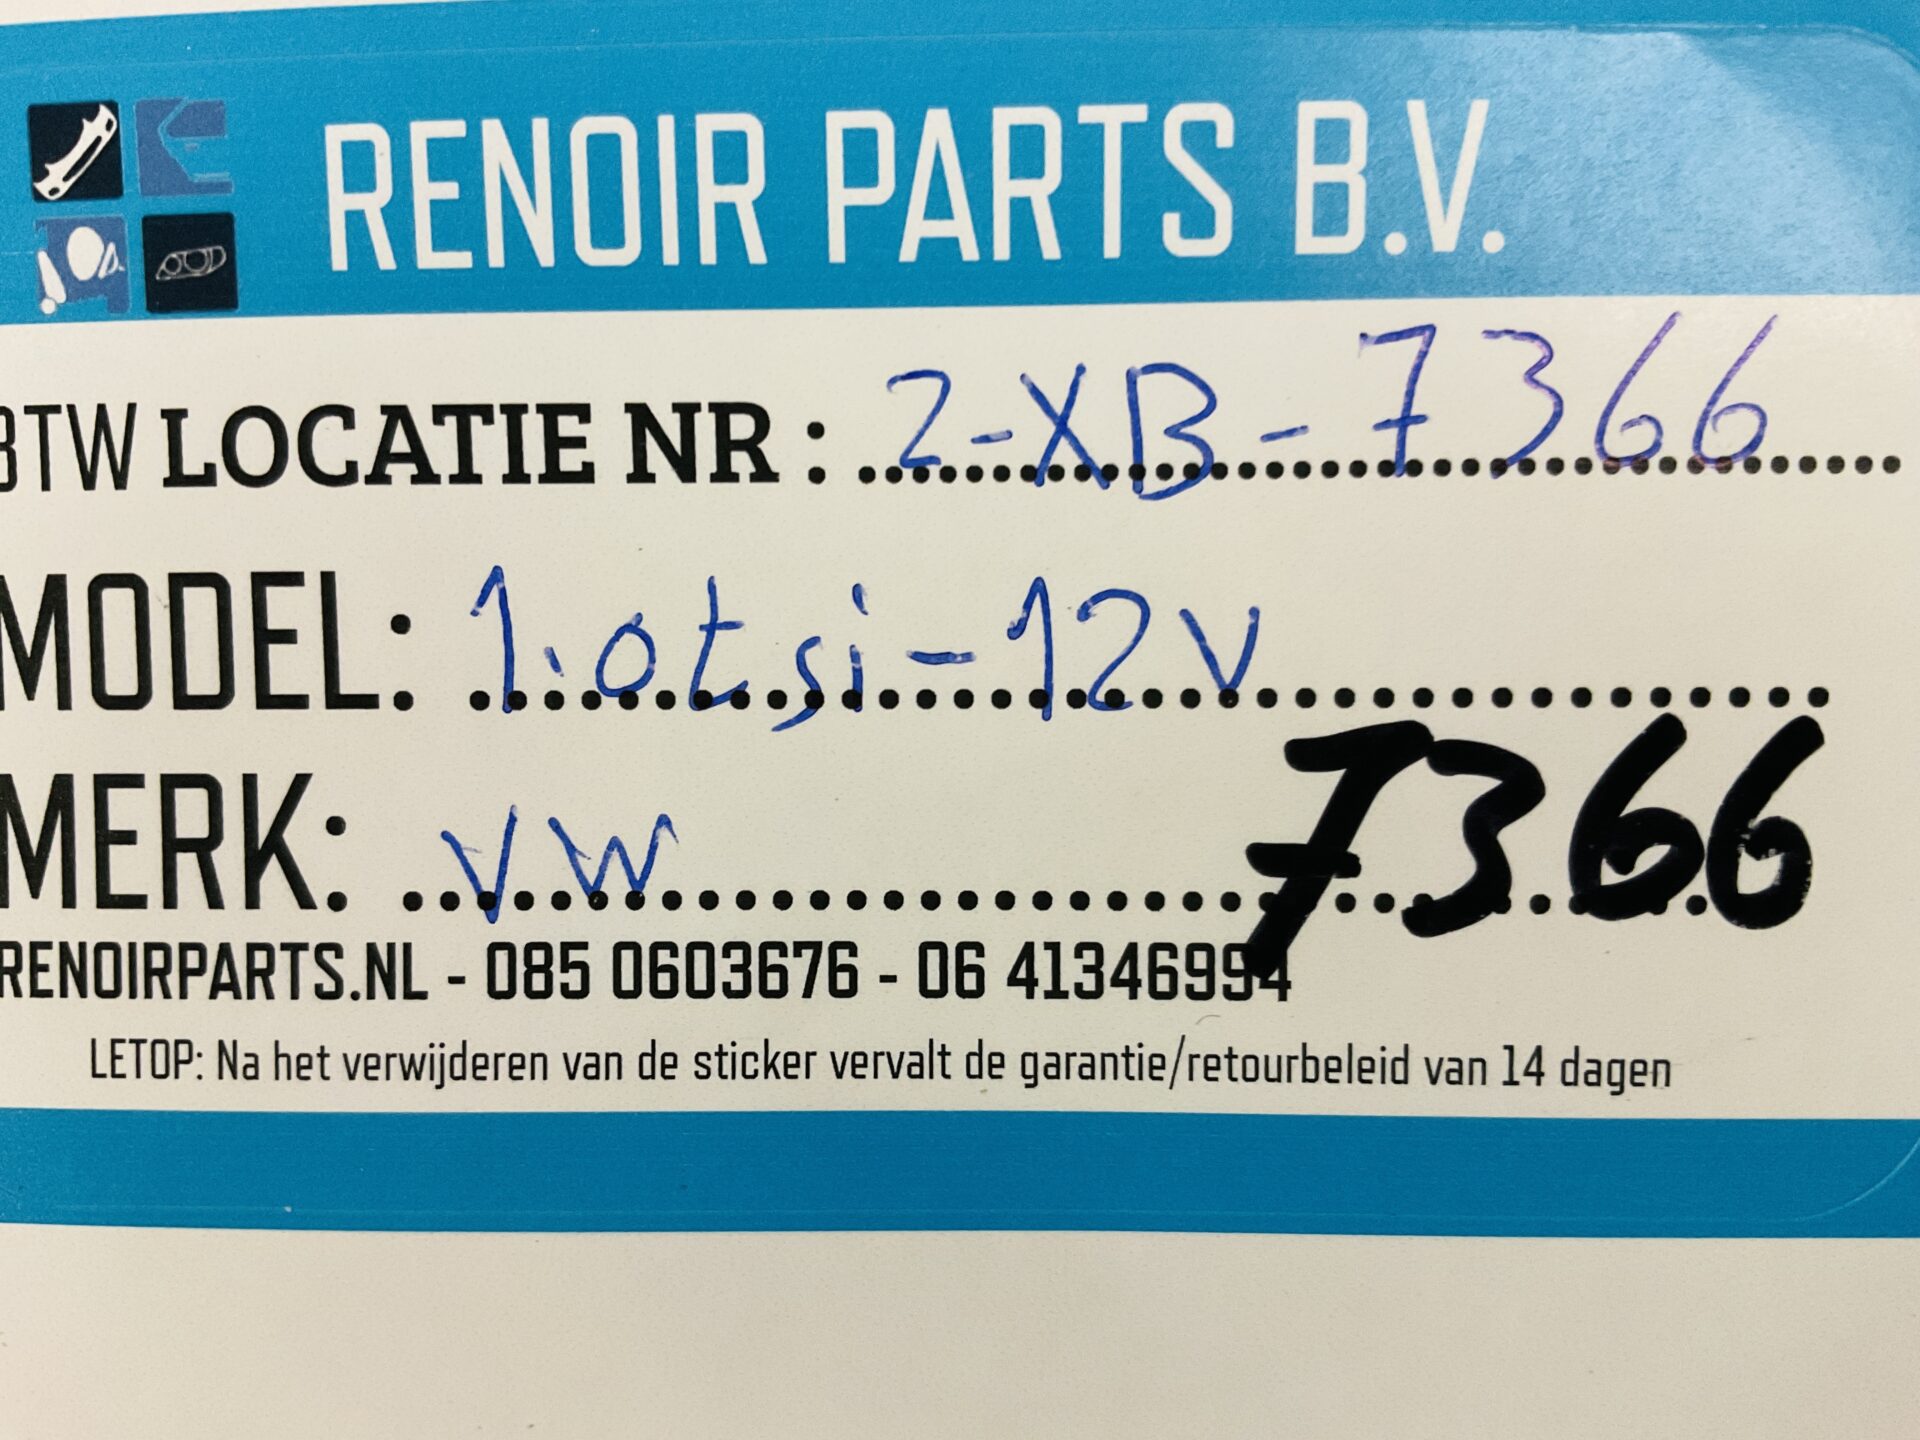 RENOIR PARTS B.V.
BTW LOCATIE NR : 2-XB-7366
MODEL: 1.0tsi-12v
MERK: VW 7366
RENOIRPARTS.NL - 085 0603676 - 06 41346994
LETOP: Na het verwijderen van de sticker vervalt de garantie/retourbeleid van 14 dagen